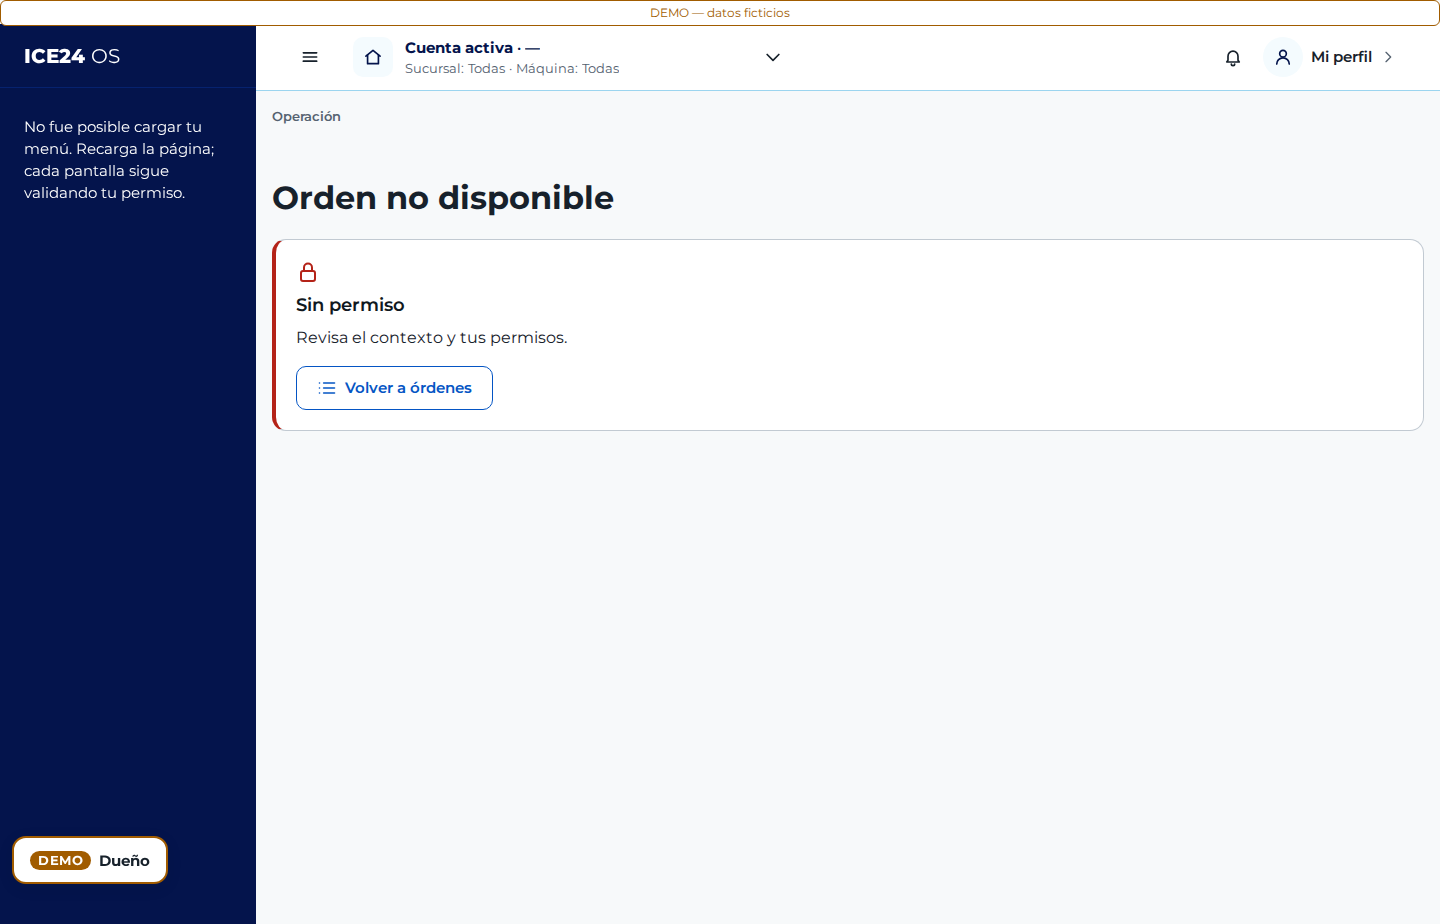 DEMO — datos ficticios
ICE24 OS
No fue posible cargar tu
menú. Recarga la página;
cada pantalla sigue
validando tu permiso.
Cuenta activa · —
Sucursal: Todas · Máquina: Todas
Mi perfil
Operación
Orden no disponible
Sin permiso
Revisa el contexto y tus permisos.
Volver a órdenes
DEMO Dueño